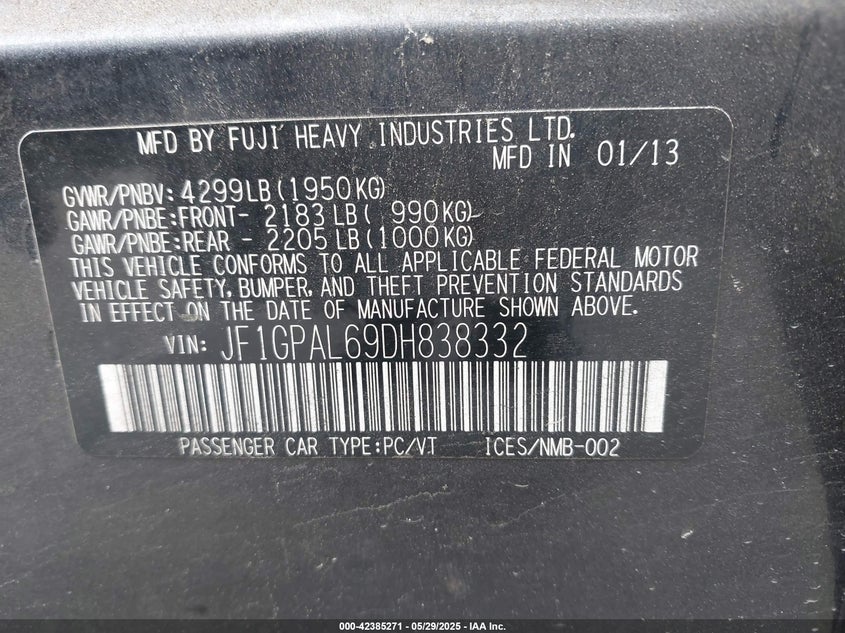 MFD BY FUJI HEAVY INDUSTRIES LTD.
MFD IN 01/13
GVWR/PNBV: 4299LB (1950KG)
GAWR/PNBE:FRONT- 2183 LB ( 990KG)
GAWR/PNBE:REAR - 2205 LB (1000KG)
THIS VEHICLE CONFORMS TO ALL APPLICABLE FEDERAL MOTOR
VEHICLE SAFETY, BUMPER, AND THEFT PREVENTION STANDARDS
IN EFFECT ON THE DATE OF MANUFACTURE SHOWN ABOVE.
VIN: JF1GPAL69DH838332
PASSENGER CAR TYPE:PC/VT ICES/NMB-002
000-42385271 - 05/29/2025 - IAA Inc.